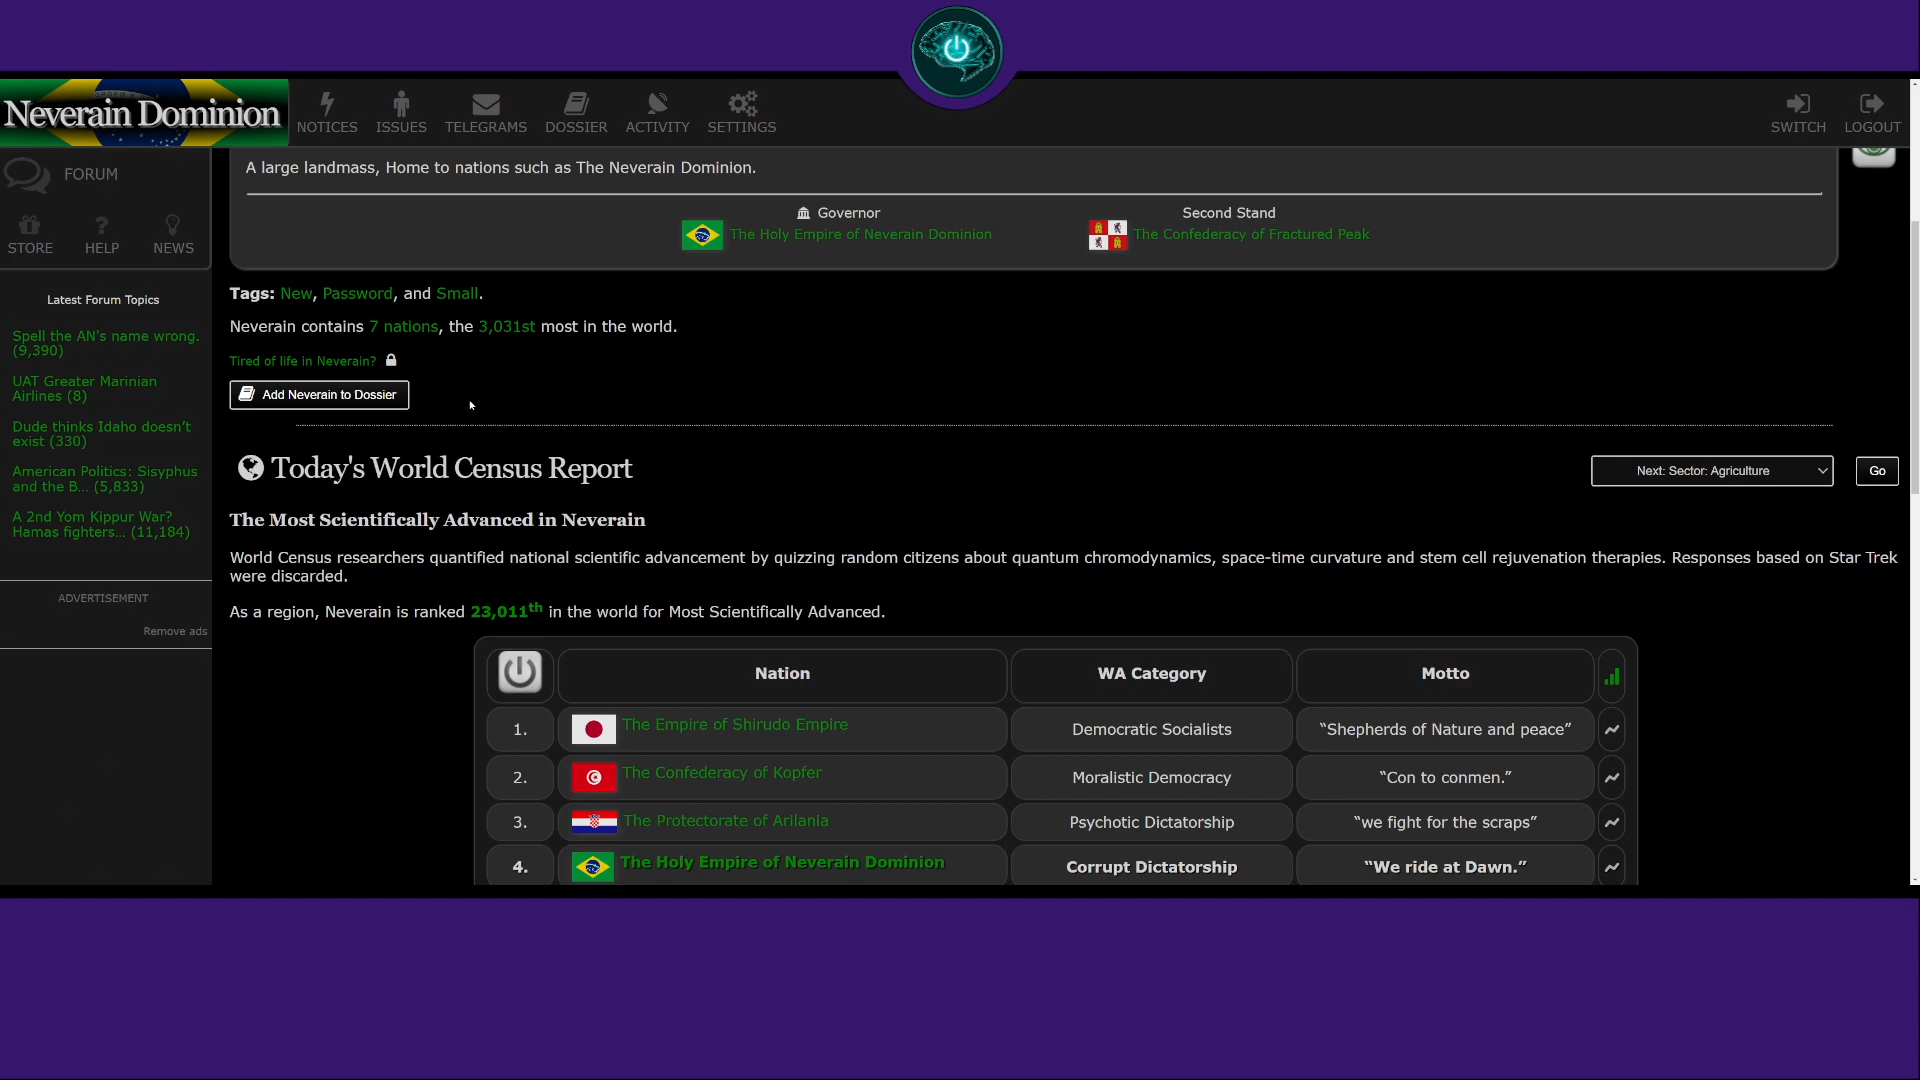 Neverain Dominion
NOTICES
ISSUES
TELEGRAMS
DOSSIER
ACTIVITY
SETTINGS
SWITCH
LOGOUT
FORUM
STORE
HELP
NEWS
Latest Forum Topics
Spell the AN's name wrong.
(9,390)
UAT Greater Marinian
Airlines (8)
Dude thinks Idaho doesn’t
exist (330)
American Politics: Sisyphus
and the B... (5,833)
A 2nd Yom Kippur War?
Hamas fighters... (11,184)
ADVERTISEMENT
Remove ads
A large landmass, Home to nations such as The Neverain Dominion.
Governor
The Holy Empire of Neverain Dominion
Second Stand
The Confederacy of Fractured Peak
Tags: New, Password, and Small.
Neverain contains 7 nations, the 3,031st most in the world.
Tired of life in Neverain?
Add Neverain to Dossier
Today's World Census Report
Next: Sector: Agriculture
Go
The Most Scientifically Advanced in Neverain
World Census researchers quantified national scientific advancement by quizzing random citizens about quantum chromodynamics, space-time curvature and stem cell rejuvenation therapies. Responses based on Star Trek
were discarded.
As a region, Neverain is ranked 23,011th in the world for Most Scientifically Advanced.
Nation WA Category Motto
1. The Empire of Shirudo Empire Democratic Socialists “Shepherds of Nature and peace”
2. The Confederacy of Kopfer Moralistic Democracy “Con to conmen.”
3. The Protectorate of Arilania Psychotic Dictatorship “we fight for the scraps”
4. The Holy Empire of Neverain Dominion Corrupt Dictatorship “We ride at Dawn.”